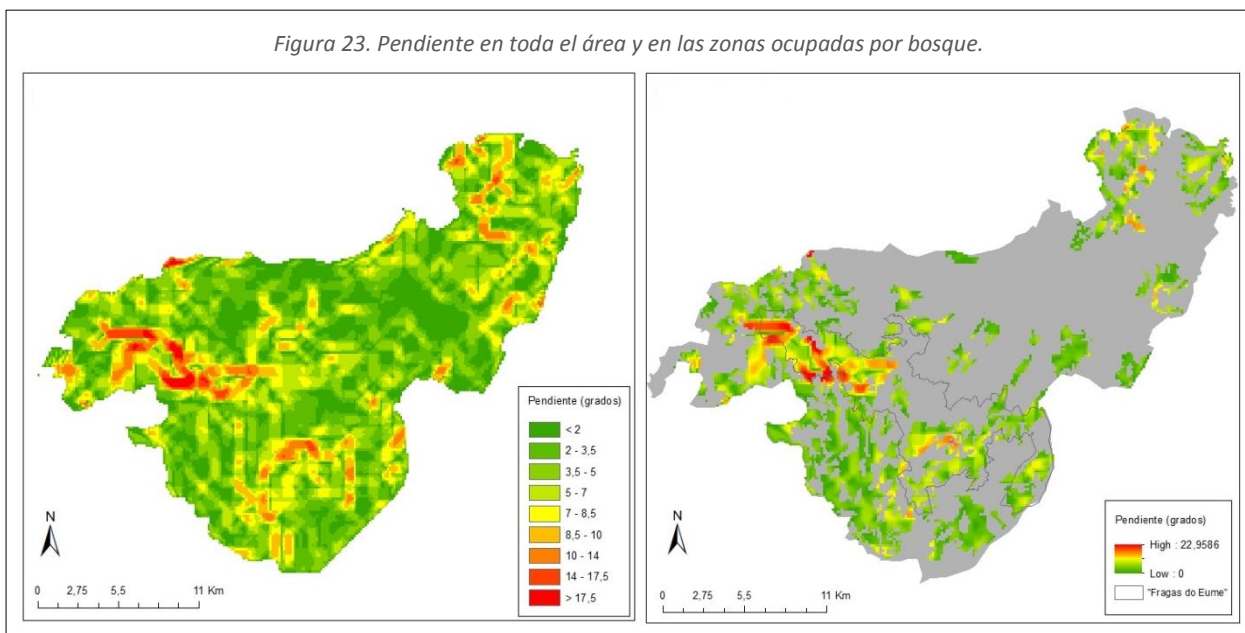 Figura 23. Pendiente en toda el área y en las zonas ocupadas por bosque.
Pendiente (grados)
< 2
2 - 3,5
3,5 - 5
5 - 7
7 - 8,5
8,5 - 10
10 - 14
14 - 17,5
> 17,5
N
0 2,75 5,5 11 Km
Pendiente (grados)
High : 22,9586
Low : 0
"Fragas do Eume"
N
0 2,75 5,5 11 Km